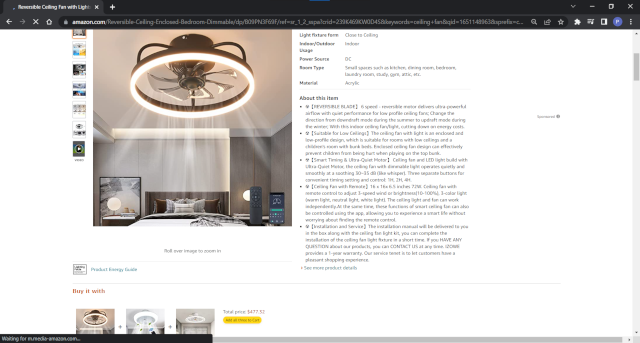 Reversible Ceiling Fan with Light
amazon.com/Reversible-Ceiling-Enclosed-Bedroom-Dimmable/dp/B09PN3F69F/ref=sr_1_2_sspa?crid=239K469KW0D4S&keywords=ceiling+fan&qid=1651148963&sprefix=c...
Light fixture form Close to Ceiling
Indoor/Outdoor Usage Indoor
Power Source DC
Room Type Small spaces such as kitchen, dining room, bedroom, laundry room, study, gym, attic, etc.
Material Acrylic
About this item
【REVERSIBLE BLADE】 6 speed - reversible motor delivers ultra-powerful
airflow with quiet performance for low profile ceiling fans; Change the
direction from downdraft mode during the summer to updraft mode during
the winter, With this indoor ceiling fan/light, cutting down on energy costs.
【Suitable for Low Ceilings】 The ceiling fan with light is an enclosed and
low-profile design, which is suitable for rooms with low ceilings and a
children's room with bunk beds. Enclosed ceiling fan design can effectively
prevent children from being hurt when playing on the top bunk.
【Smart Timing & Ultra-Quiet Motor】 Ceiling fan and LED light build with
Ultra-Quiet Motor, the ceiling fan with dimmable light operates quietly and
smoothly at a soothing 30~35 dB (like whisper). Three separate buttons for
convenient timing setting and control: 1H, 2H, 4H
【Ceiling Fan with Remote】 16 x 16x 6.5 inches 72W. Ceiling fan with
remote control to adjust 3-speed wind or brightness(10-100%), 3-color light
(warm light, neutral light, white light). The ceiling light and fan can work
independently.At the same time, these functions of smart ceiling fan can also
be controlled using the app, allowing you to experience a smart life without
worrying about finding the remote control.
【Installation and Service】 The installation manual will be delivered to you
in the box along with the ceiling fan light kit, you can complete the
installation of the ceiling fan light fixture in a short time. If you HAVE ANY
QUESTION about our products, you can CONTACT US at any time.
provides a 1-year warranty. Our service tenet is to let customers have a
pleasant shopping experience.
› See more product details
Sponsored
VIDEO
Roll over image to zoom in
Product Energy Guide
Buy it with
+
+
Total price: $477.52
Add all three to Cart
Waiting for m.media-amazon.com...